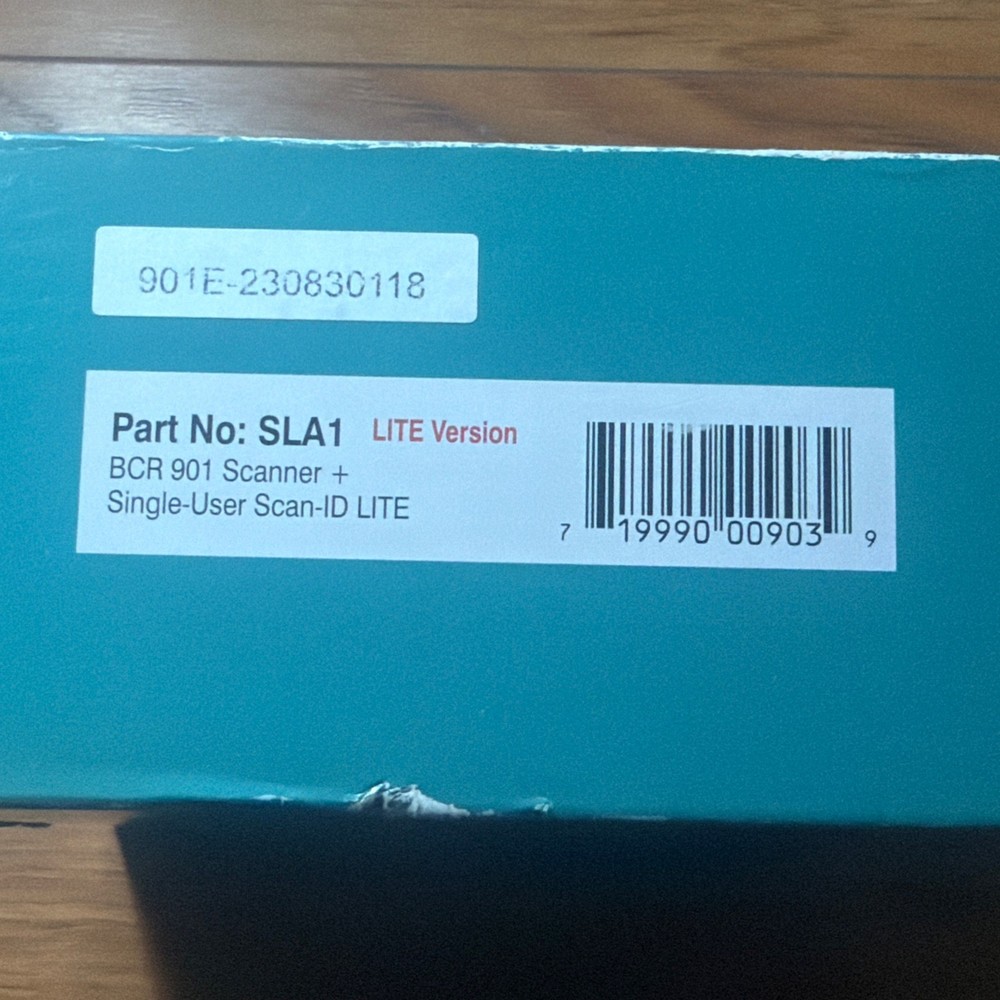 901E-230830118
Part No: SLA1 LITE Version
BCR 901 Scanner +
Single-User Scan-ID LITE
7 19990 00903 9